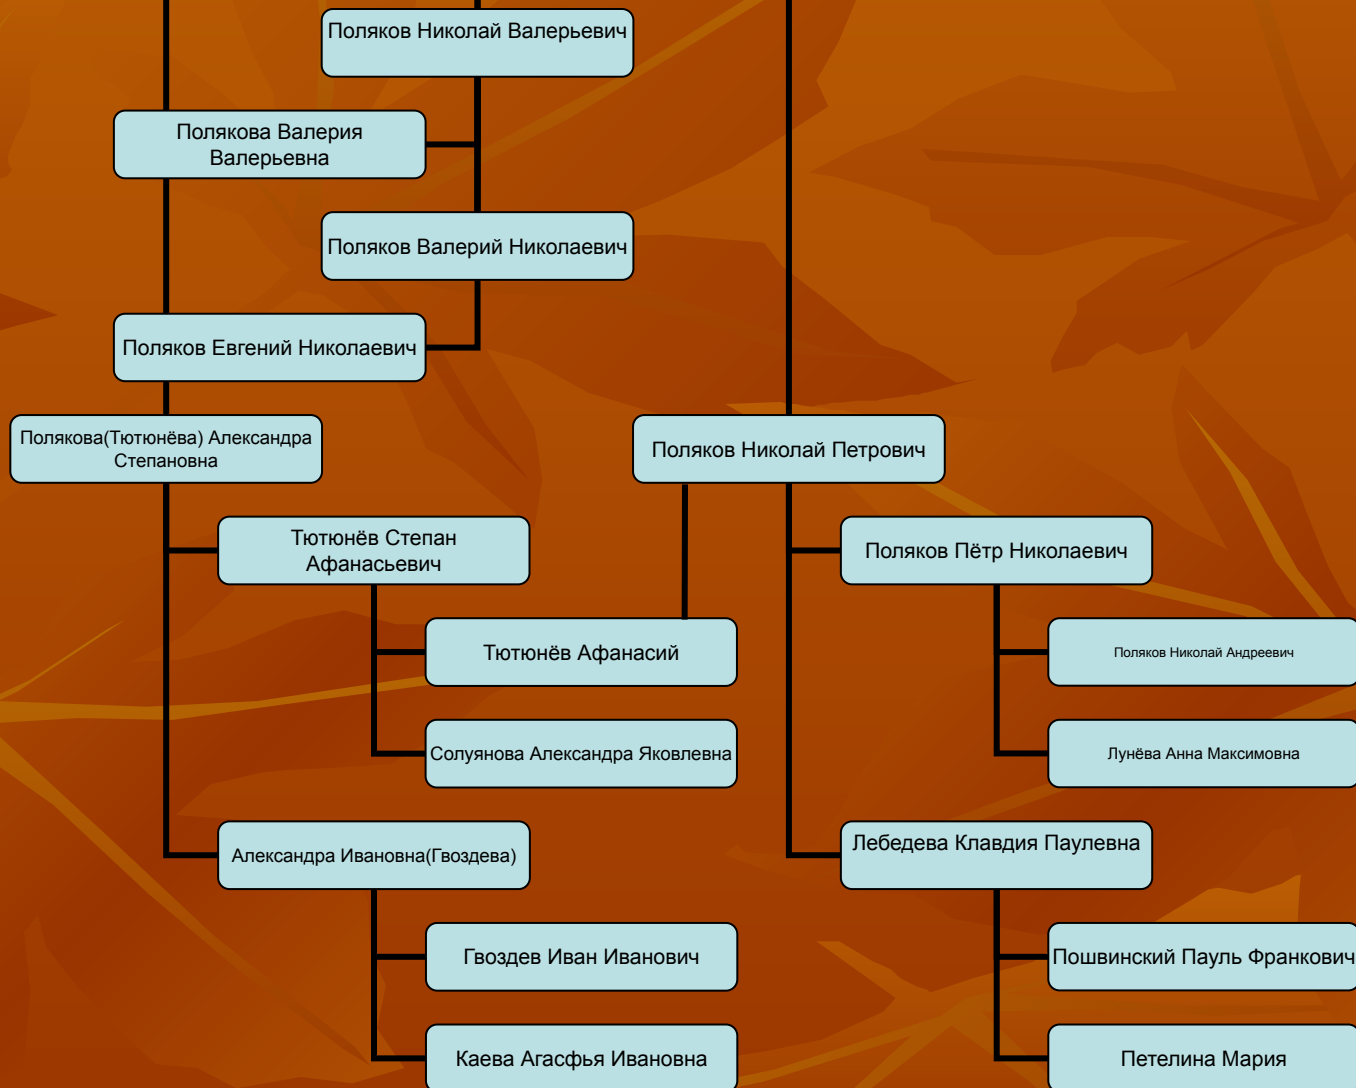 Поляков Николай Валерьевич
Полякова Валерия
Валерьевна
Поляков Валерий Николаевич
Поляков Евгений Николаевич
Полякова(Тютюнёва) Александра
Степановна
Поляков Николай Петрович
Тютюнёв Степан
Афанасьевич
Поляков Пётр Николаевич
Тютюнёв Афанасий
Поляков Николай Андреевич
Солуянова Александра Яковлевна
Лунёва Анна Максимовна
Александра Ивановна(Гвоздева)
Лебедева Клавдия Паулевна
Гвоздев Иван Иванович
Пошвинский Пауль Франкович
Каева Агасфья Ивановна
Петелина Мария